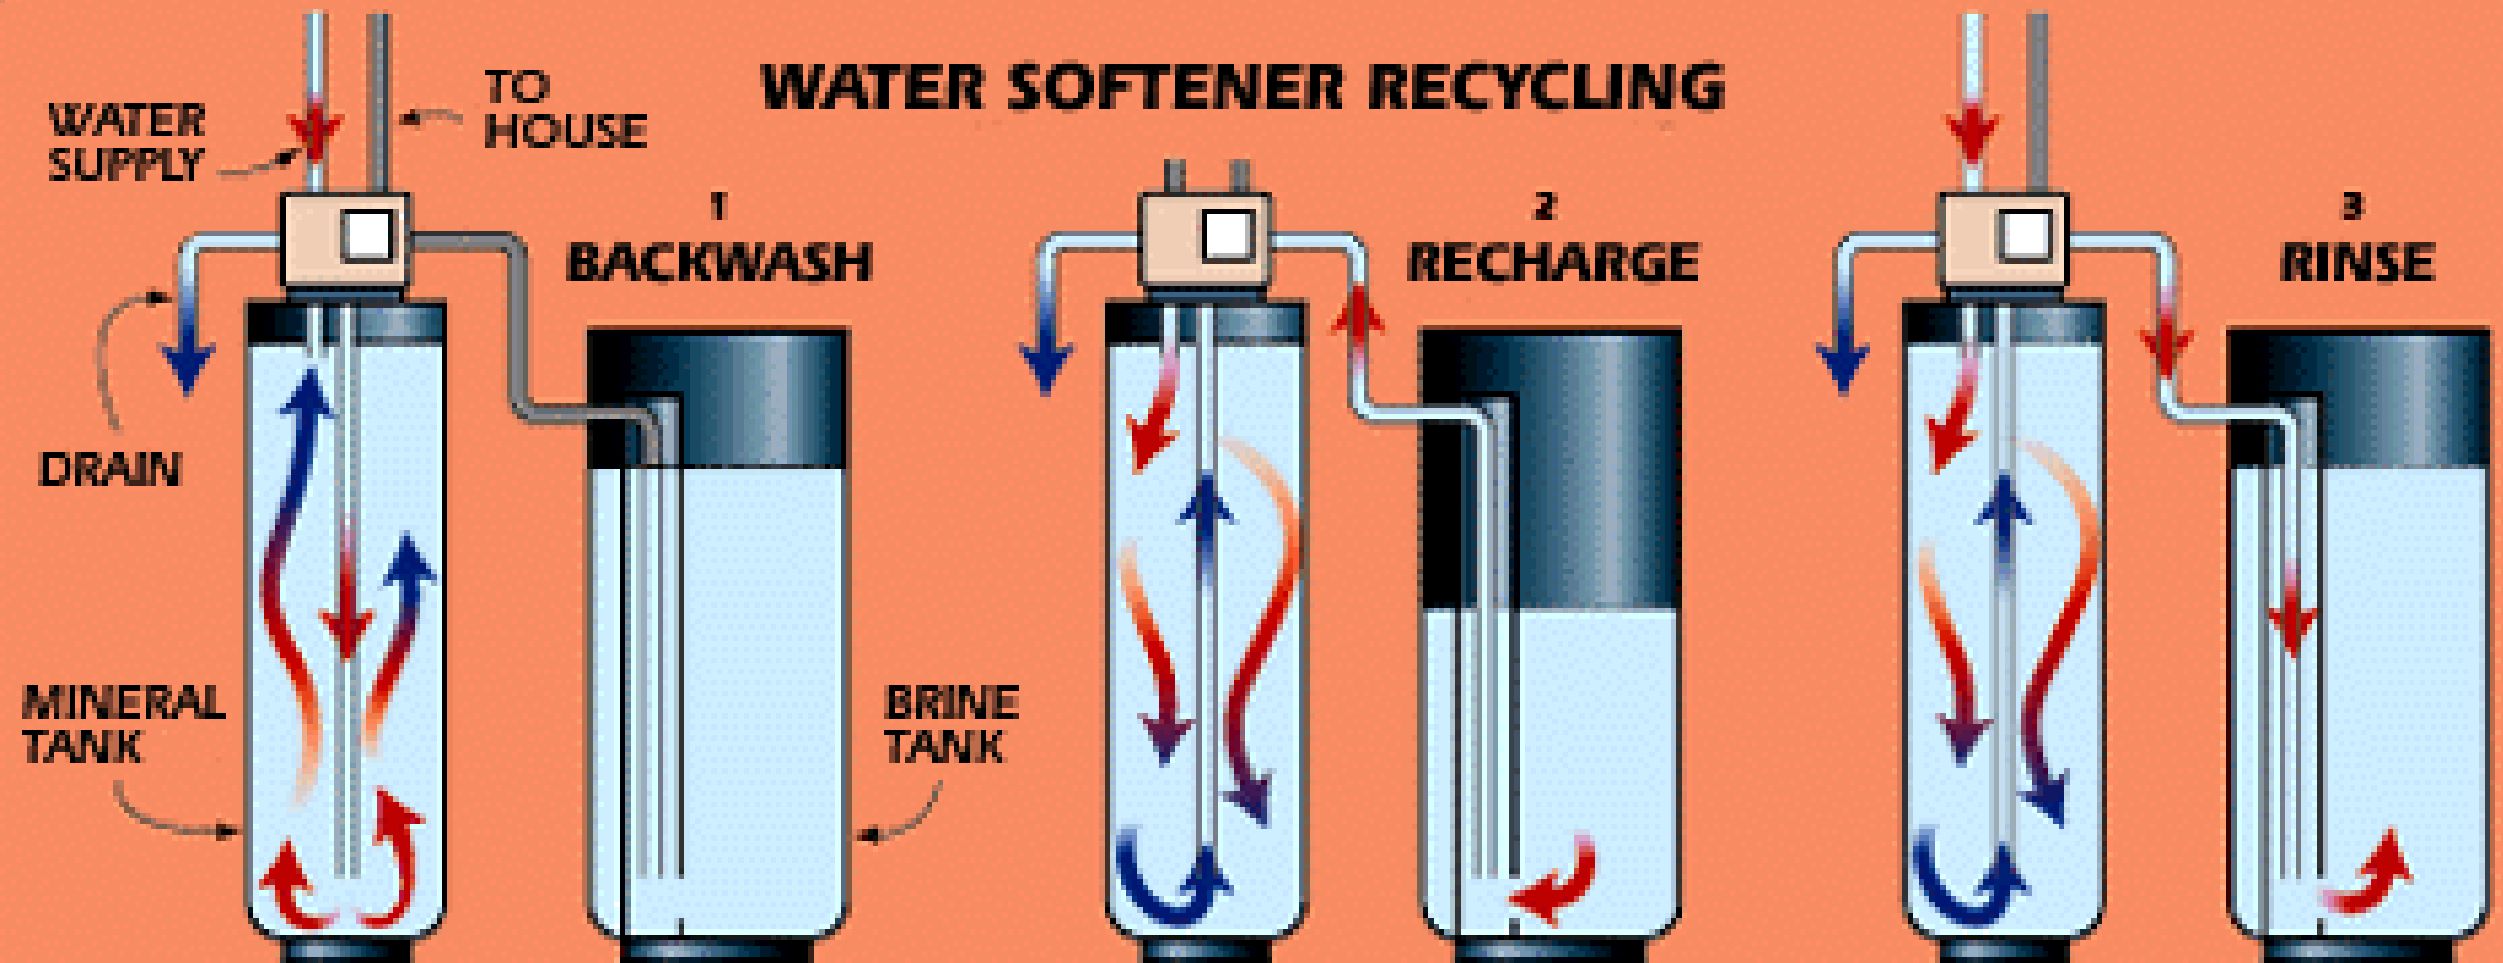 WATER SOFTENER RECYCLING
WATER
SUPPLY
TO
HOUSE
1
BACKWASH
2
RECHARGE
3
RINSE
DRAIN
MINERAL
TANK
BRINE
TANK